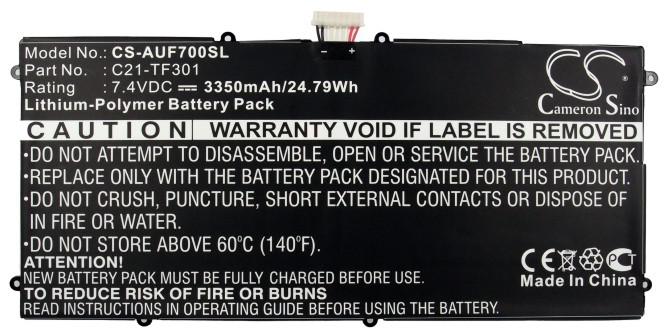 - +
Model No.: CS-AUF700SL
Part No. : C21-TF301
Rating : 7.4VDC ⎓ 3350mAh/24.79Wh
Lithium-Polymer Battery Pack
CS
Cameron Sino
CAUTION WARRANTY VOID IF LABEL IS REMOVED
•DO NOT ATTEMPT TO DISASSEMBLE, OPEN OR SERVICE THE BATTERY PACK.
•REPLACE ONLY WITH THE BATTERY PACK DESIGNATED FOR THIS PRODUCT.
•DO NOT CRUSH, PUNCTURE, SHORT EXTERNAL CONTACTS OR DISPOSE OF
IN FIRE OR WATER.
•DO NOT STORE ABOVE 60°C (140°F).
ATTENTION!
NEW BATTERY PACK MUST BE FULLY CHARGED BEFORE USE.
TO REDUCE RISK OF FIRE OR BURNS
READ INSTRUCTIONS IN OPERATING GUIDE BEFORE USING THE BATTERY.
CE PCT
Made In China